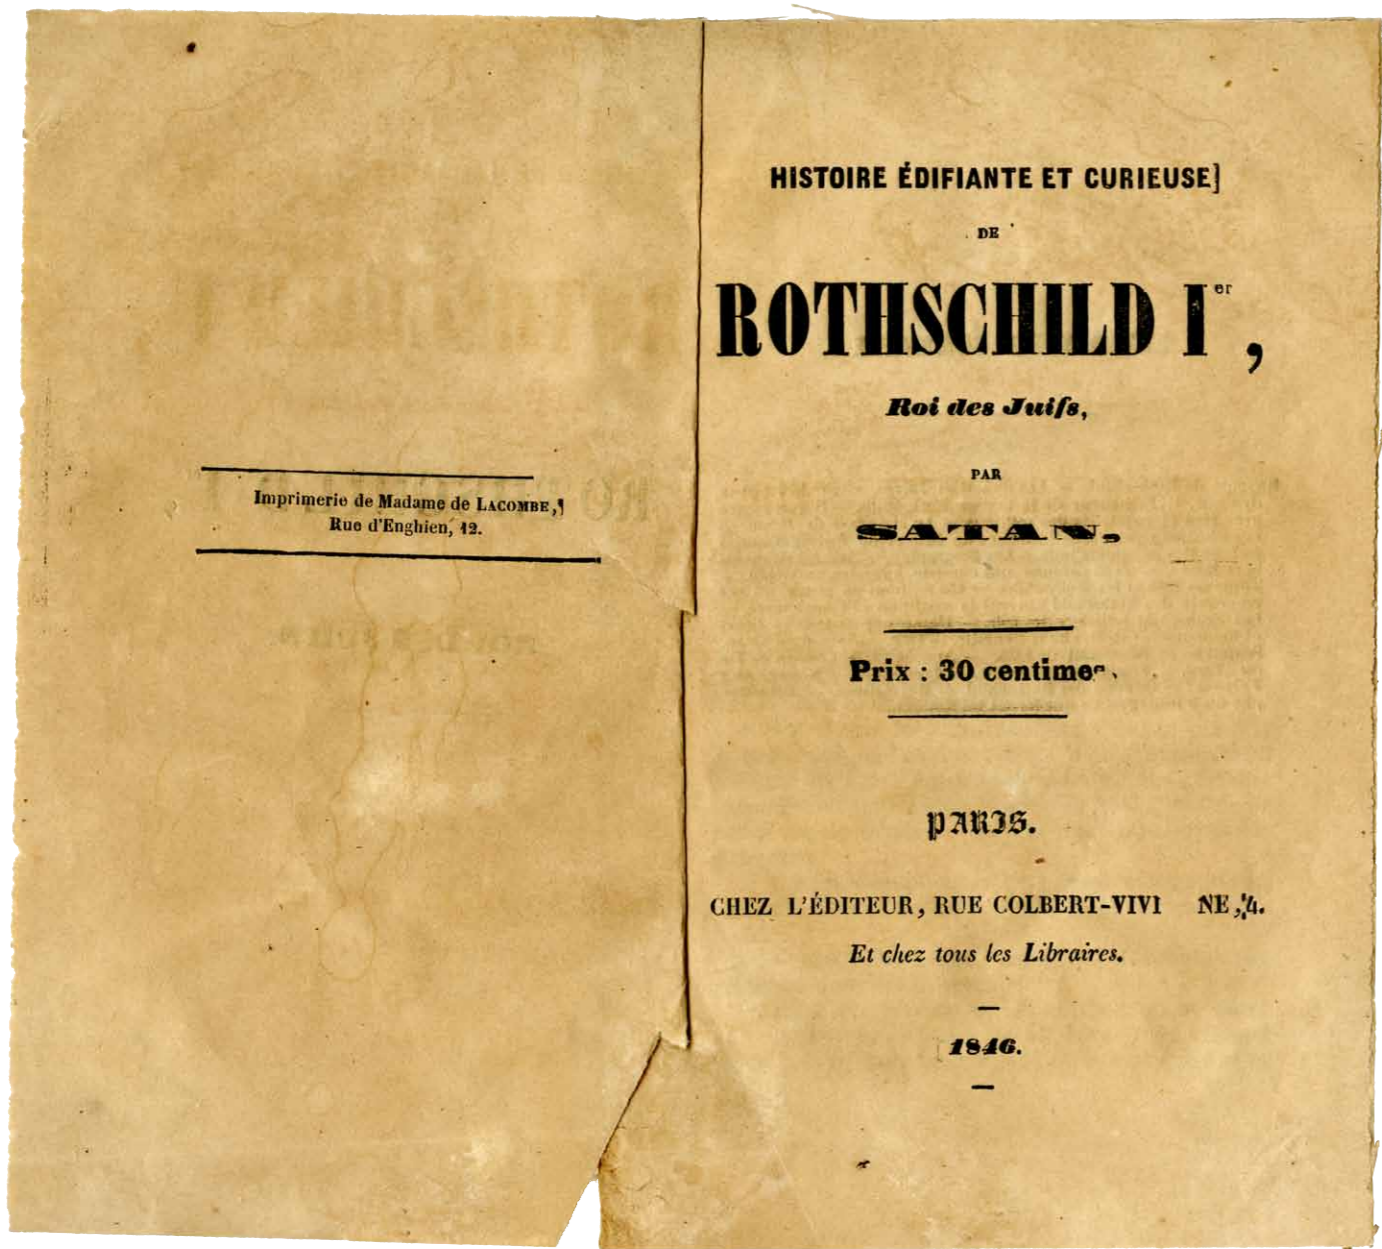 Imprimerie de Madame de LACOMBE,¶
Rue d'Enghien, 12.
HISTOIRE ÉDIFIANTE ET CURIEUSE]
DE
ROTHSCHILD Ier,
Roi des Juifs,
PAR
SATAN,
Prix : 30 centimes.
PARIS.
CHEZ L'ÉDITEUR, RUE COLBERT-VIVI NE, 4.
Et chez tous les Libraires.
—
1846.
—